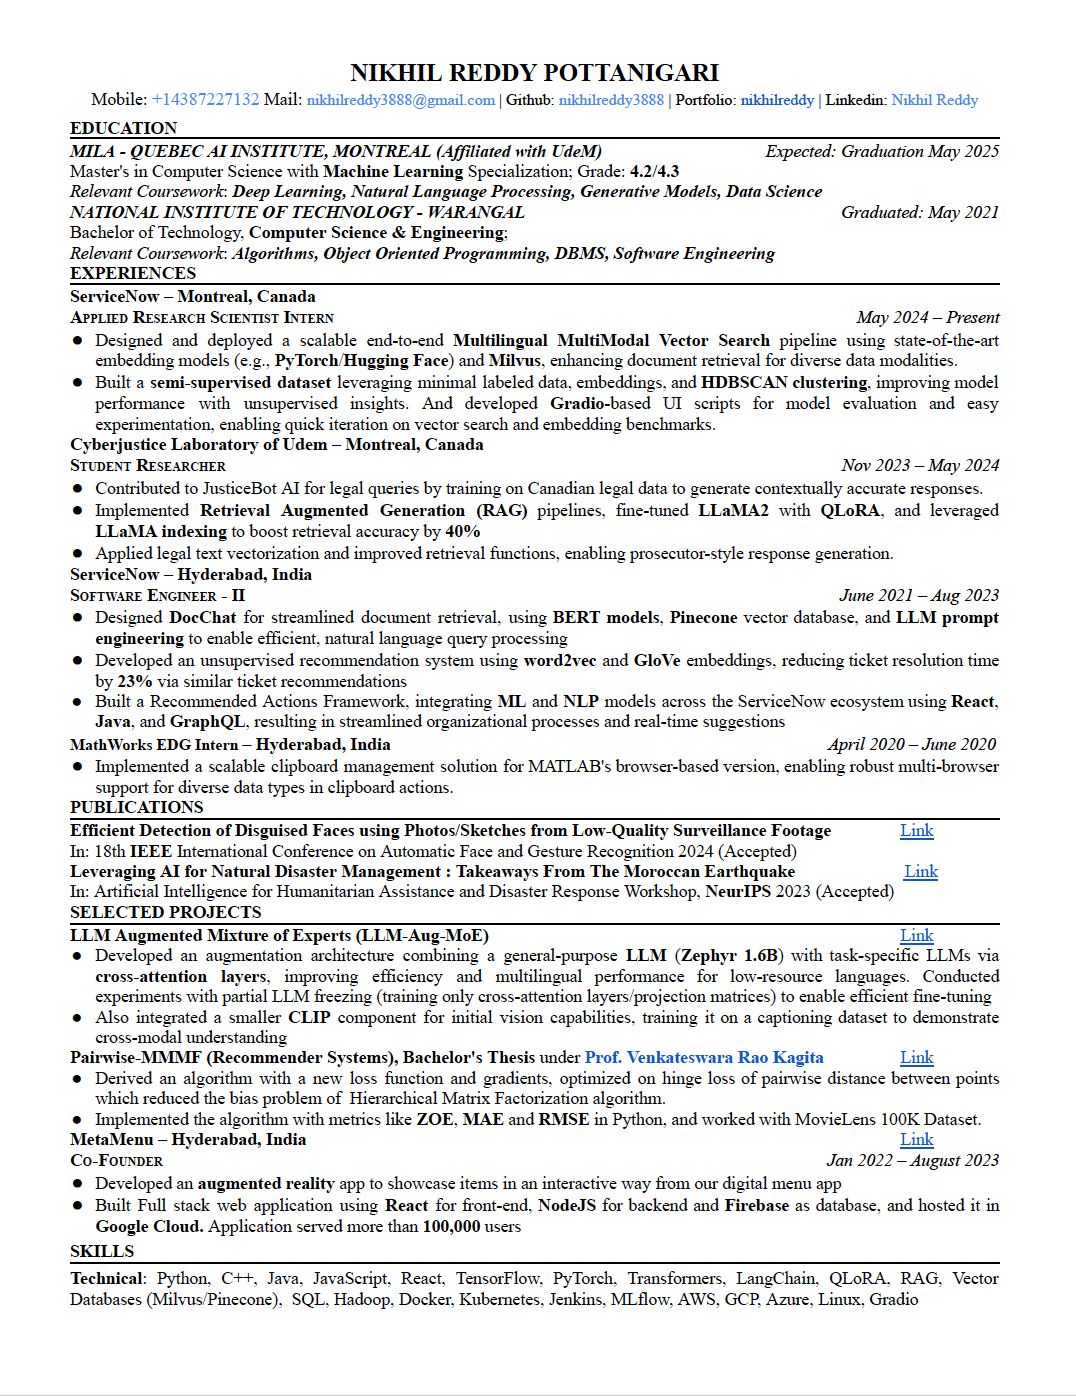 NIKHIL REDDY POTTANIGARI
Mobile: +14387227132 Mail: nikhilreddy3888@gmail.com | Github: nikhilreddy3888 | Portfolio: nikhilreddy | Linkedin: Nikhil Reddy
EDUCATION
MILA - QUEBEC AI INSTITUTE, MONTREAL (Affiliated with UdeM) Expected: Graduation May 2025
Master's in Computer Science with Machine Learning Specialization; Grade: 4.2/4.3
Relevant Coursework: Deep Learning, Natural Language Processing, Generative Models, Data Science
NATIONAL INSTITUTE OF TECHNOLOGY - WARANGAL Graduated: May 2021
Bachelor of Technology, Computer Science & Engineering;
Relevant Coursework: Algorithms, Object Oriented Programming, DBMS, Software Engineering
EXPERIENCES
ServiceNow – Montreal, Canada
APPLIED RESEARCH SCIENTIST INTERN May 2024 – Present
● Designed and deployed a scalable end-to-end Multilingual MultiModal Vector Search pipeline using state-of-the-art
embedding models (e.g., PyTorch/Hugging Face) and Milvus, enhancing document retrieval for diverse data modalities.
● Built a semi-supervised dataset leveraging minimal labeled data, embeddings, and HDBSCAN clustering, improving model
performance with unsupervised insights. And developed Gradio-based UI scripts for model evaluation and easy
experimentation, enabling quick iteration on vector search and embedding benchmarks.
Cyberjustice Laboratory of Udem – Montreal, Canada
STUDENT RESEARCHER Nov 2023 – May 2024
● Contributed to JusticeBot AI for legal queries by training on Canadian legal data to generate contextually accurate responses.
● Implemented Retrieval Augmented Generation (RAG) pipelines, fine-tuned LLaMA2 with QLoRA, and leveraged
LLaMA indexing to boost retrieval accuracy by 40%
● Applied legal text vectorization and improved retrieval functions, enabling prosecutor-style response generation.
ServiceNow – Hyderabad, India
SOFTWARE ENGINEER - II June 2021 – Aug 2023
● Designed DocChat for streamlined document retrieval, using BERT models, Pinecone vector database, and LLM prompt
engineering to enable efficient, natural language query processing
● Developed an unsupervised recommendation system using word2vec and GloVe embeddings, reducing ticket resolution time
by 23% via similar ticket recommendations
● Built a Recommended Actions Framework, integrating ML and NLP models across the ServiceNow ecosystem using React,
Java, and GraphQL, resulting in streamlined organizational processes and real-time suggestions
MathWorks EDG Intern – Hyderabad, India April 2020 – June 2020
● Implemented a scalable clipboard management solution for MATLAB's browser-based version, enabling robust multi-browser
support for diverse data types in clipboard actions.
PUBLICATIONS
Efficient Detection of Disguised Faces using Photos/Sketches from Low-Quality Surveillance Footage Link
In: 18th IEEE International Conference on Automatic Face and Gesture Recognition 2024 (Accepted)
Leveraging AI for Natural Disaster Management : Takeaways From The Moroccan Earthquake Link
In: Artificial Intelligence for Humanitarian Assistance and Disaster Response Workshop, NeurIPS 2023 (Accepted)
SELECTED PROJECTS
LLM Augmented Mixture of Experts (LLM-Aug-MoE) Link
● Developed an augmentation architecture combining a general-purpose LLM (Zephyr 1.6B) with task-specific LLMs via
cross-attention layers, improving efficiency and multilingual performance for low-resource languages. Conducted
experiments with partial LLM freezing (training only cross-attention layers/projection matrices) to enable efficient fine-tuning
● Also integrated a smaller CLIP component for initial vision capabilities, training it on a captioning dataset to demonstrate
cross-modal understanding
Pairwise-MMMF (Recommender Systems), Bachelor's Thesis under Prof. Venkateswara Rao Kagita Link
● Derived an algorithm with a new loss function and gradients, optimized on hinge loss of pairwise distance between points
which reduced the bias problem of Hierarchical Matrix Factorization algorithm.
● Implemented the algorithm with metrics like ZOE, MAE and RMSE in Python, and worked with MovieLens 100K Dataset.
MetaMenu – Hyderabad, India Link
CO-FOUNDER Jan 2022 – August 2023
● Developed an augmented reality app to showcase items in an interactive way from our digital menu app
● Built Full stack web application using React for front-end, NodeJS for backend and Firebase as database, and hosted it in
Google Cloud. Application served more than 100,000 users
SKILLS
Technical: Python, C++, Java, JavaScript, React, TensorFlow, PyTorch, Transformers, LangChain, QLoRA, RAG, Vector
Databases (Milvus/Pinecone), SQL, Hadoop, Docker, Kubernetes, Jenkins, MLflow, AWS, GCP, Azure, Linux, Gradio